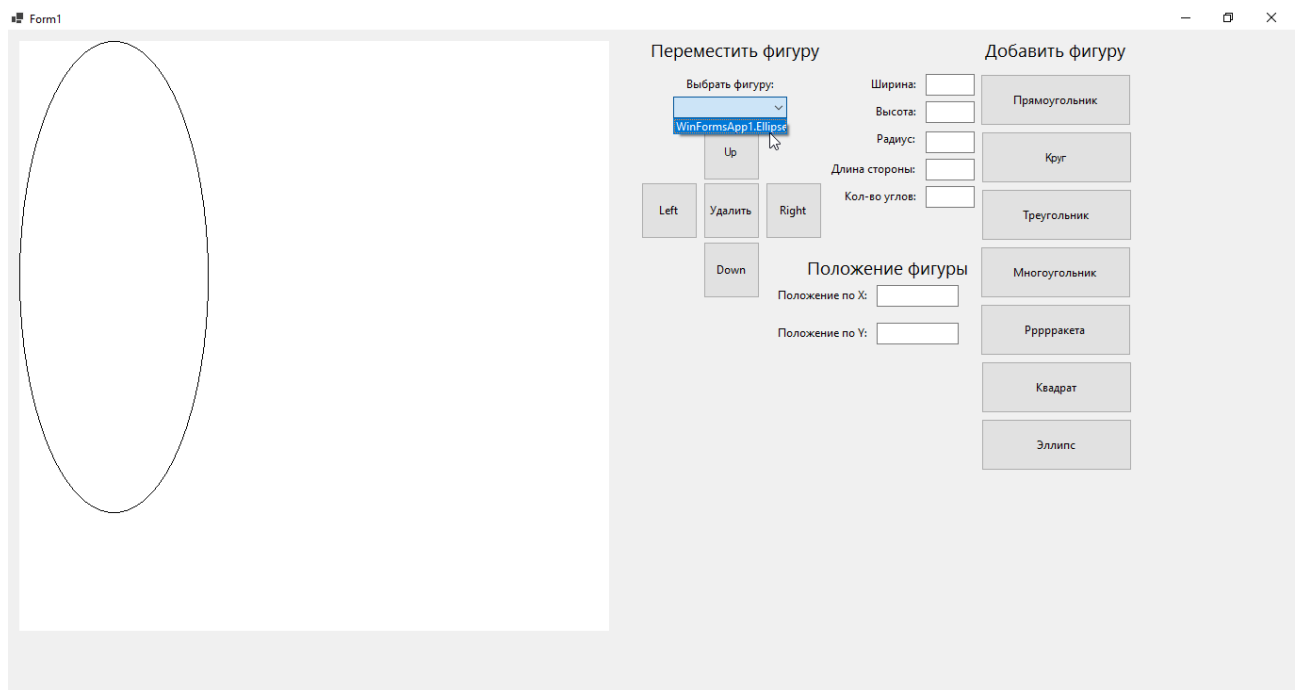 Form1
Переместить фигуру
Добавить фигуру
Выбрать фигуру:
WinFormsApp1.Ellipse
Up
Left
Удалить
Right
Down
Ширина:
Высота:
Радиус:
Длина стороны:
Кол-во углов:
Положение фигуры
Положение по X:
Положение по Y:
Прямоугольник
Круг
Треугольник
Многоугольник
Рррррракета
Квадрат
Эллипс